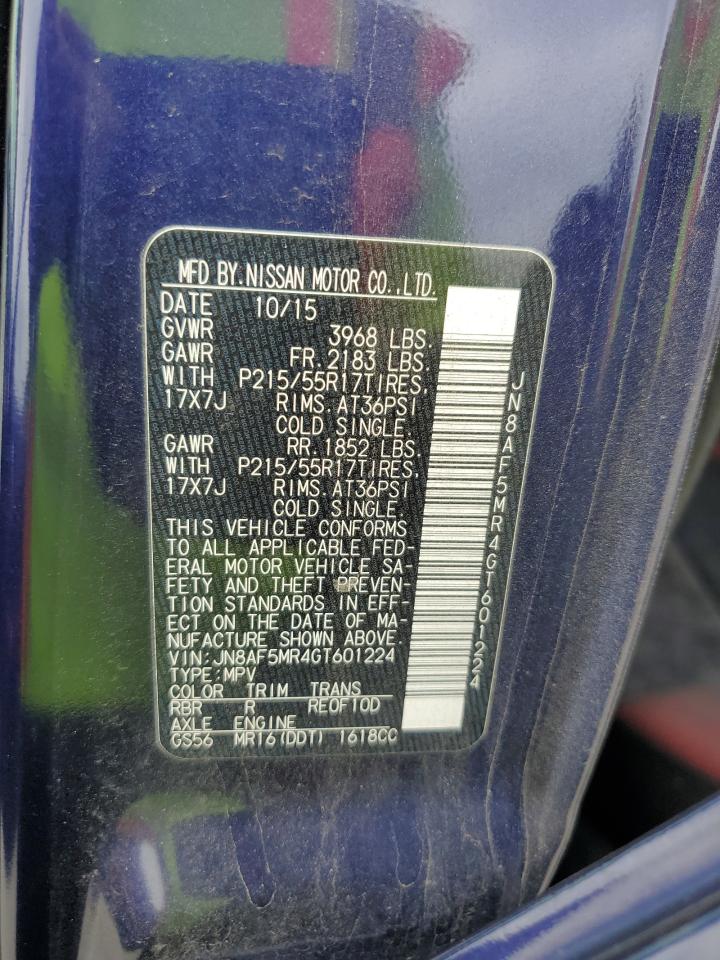 MFD BY.NISSAN MOTOR CO.,LTD.
DATE 10/15
GVWR 3968 LBS.
GAWR FR. 2183 LBS.
WITH P215/55R17TIRES,
17X7J RIMS.AT36PSI
COLD SINGLE.
GAWR RR. 1852 LBS.
WITH P215/55R17TIRES,
17X7J RIMS.AT36PSI
COLD SINGLE.
THIS VEHICLE CONFORMS
TO ALL APPLICABLE FED-
ERAL MOTOR VEHICLE SA-
FETY AND THEFT PREVEN-
TION STANDARDS IN EFF-
ECT ON THE DATE OF MA-
NUFACTURE SHOWN ABOVE.
VIN:JN8AF5MR4GT601224
TYPE:MPV
COLOR TRIM TRANS
RBR R RE0F10D
AXLE ENGINE
GS56 MR16(DDT) 1618CC
JN8AF5MR4GT601224